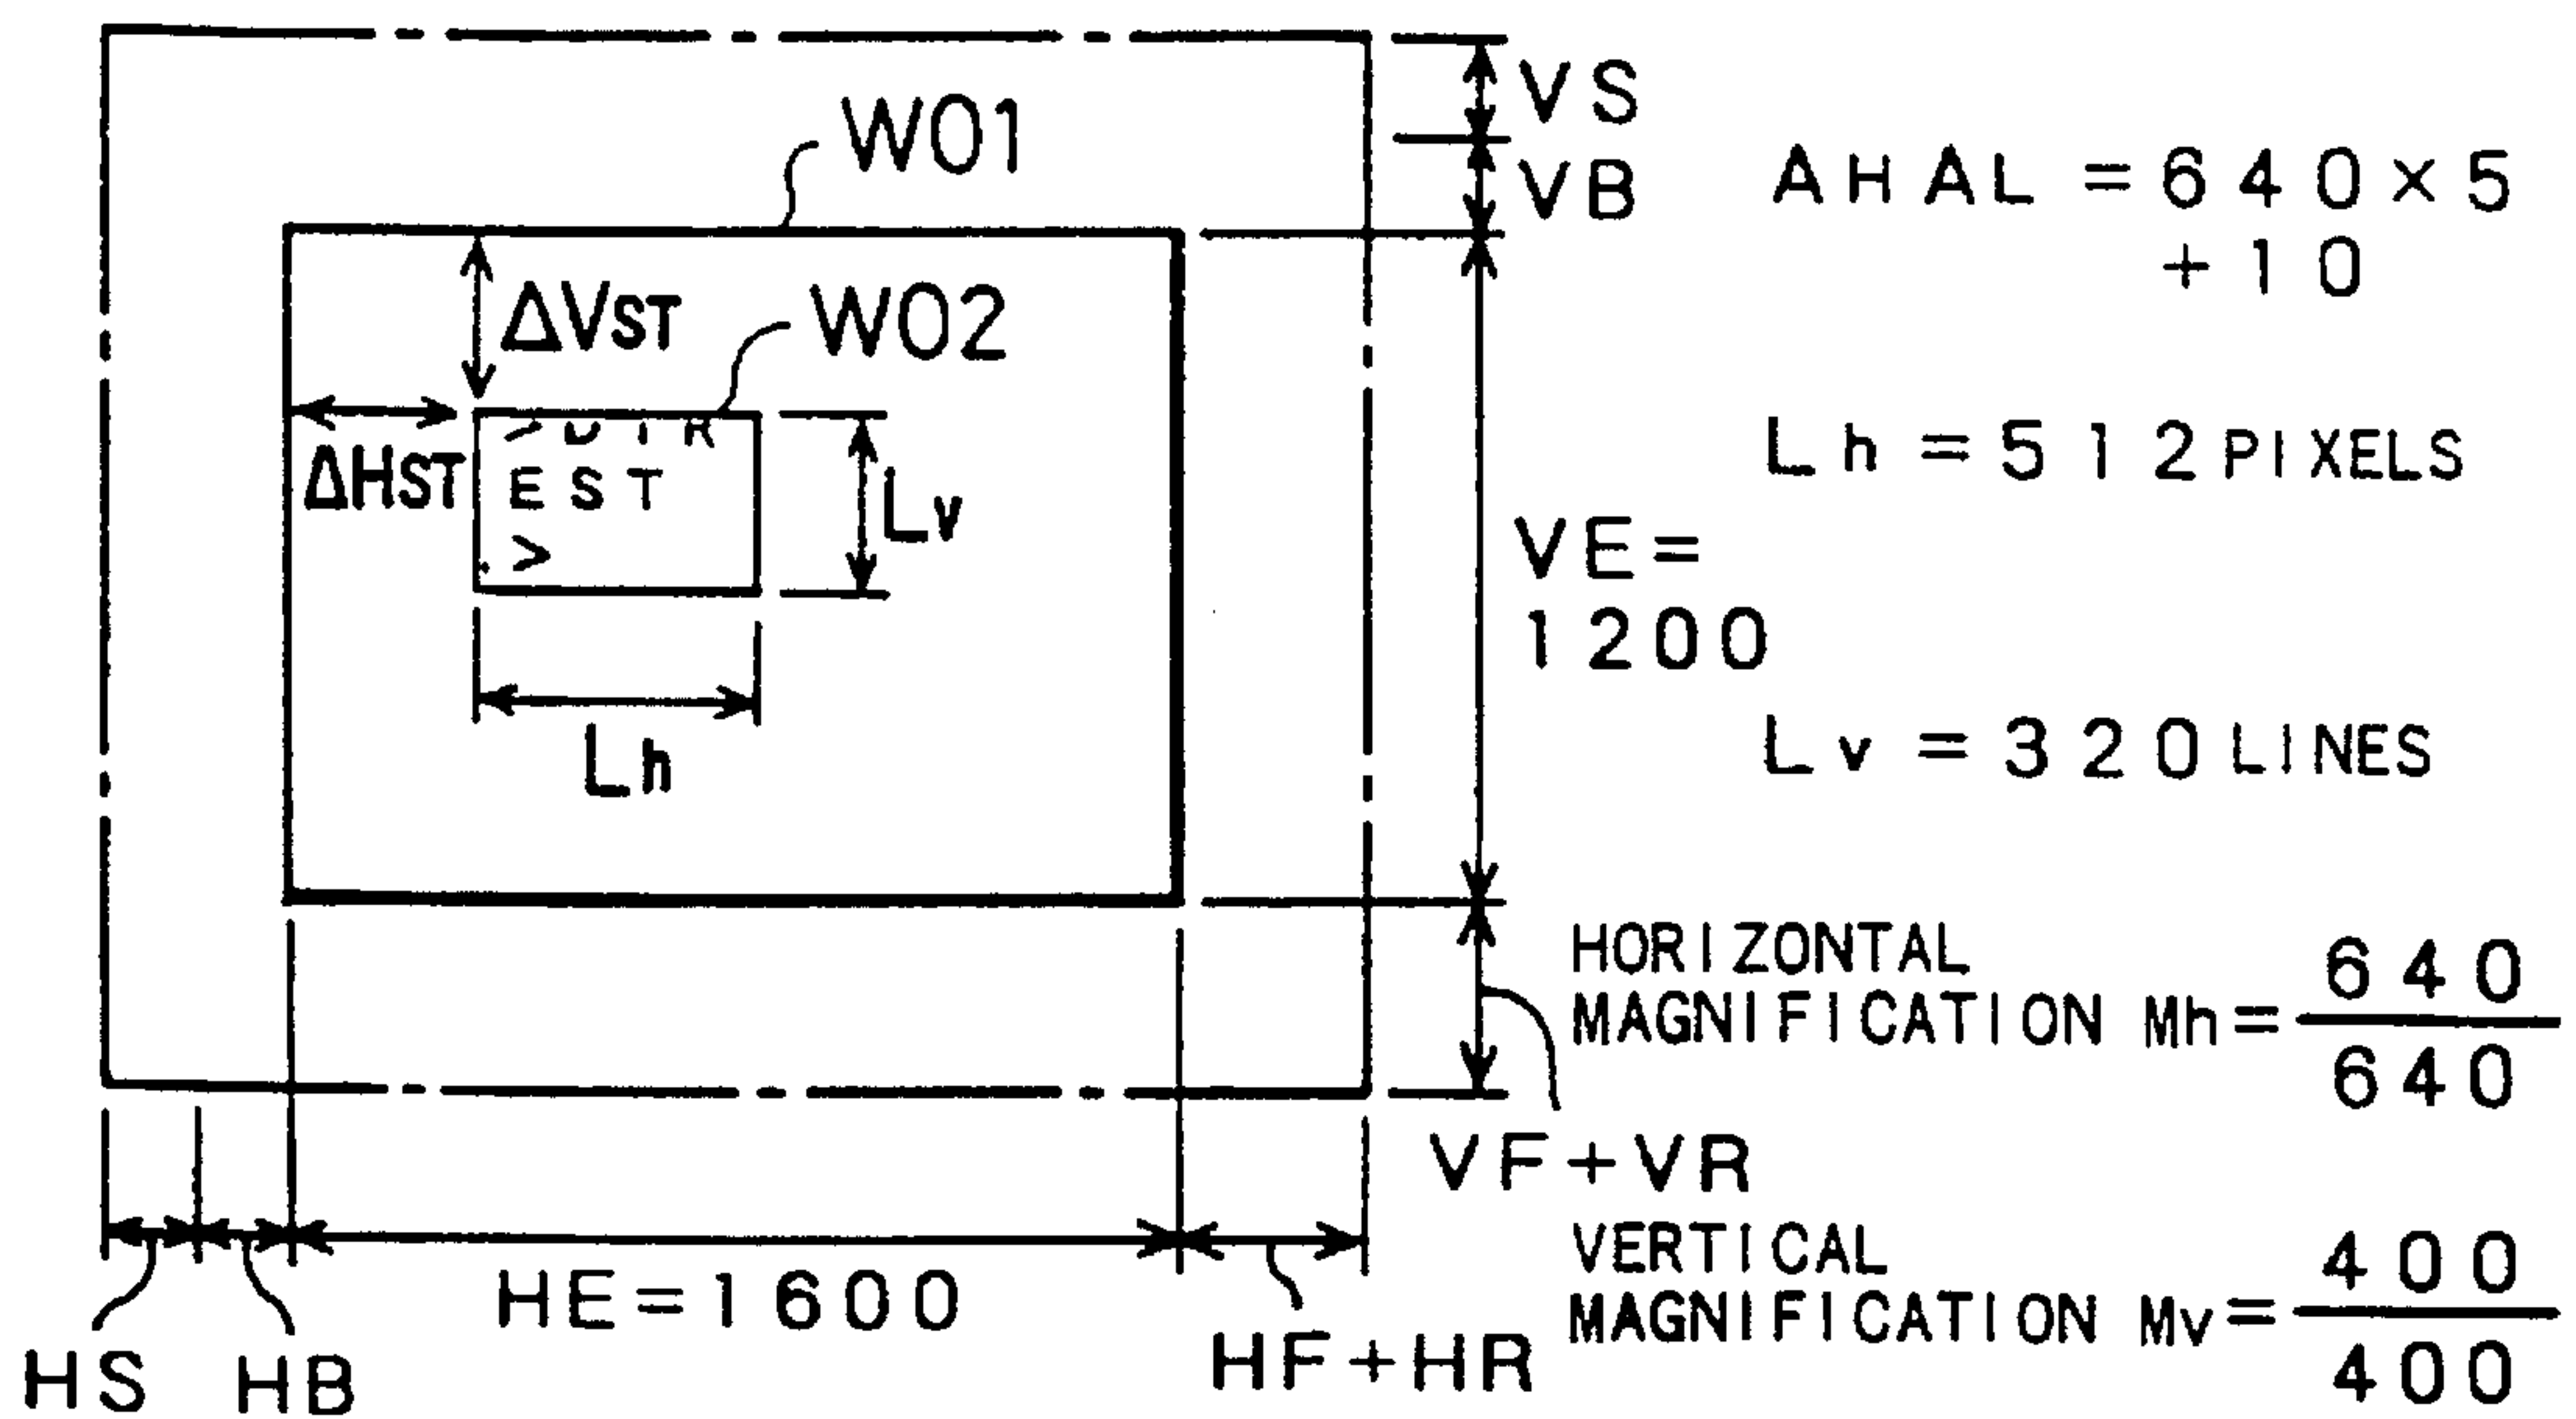 VS
W01
VB
AHAL=640×5
+10
ΔVST
W02
Lh=512 PIXELS
ΔHST
EST
.>
Lv
VE=
1200
Lv=320 LINES
Lh
HORIZONTAL
MAGNIFICATION Mh=640/640
VF+VR
VERTICAL
MAGNIFICATION Mv=400/400
HE=1600
HF+HR
HS
HB